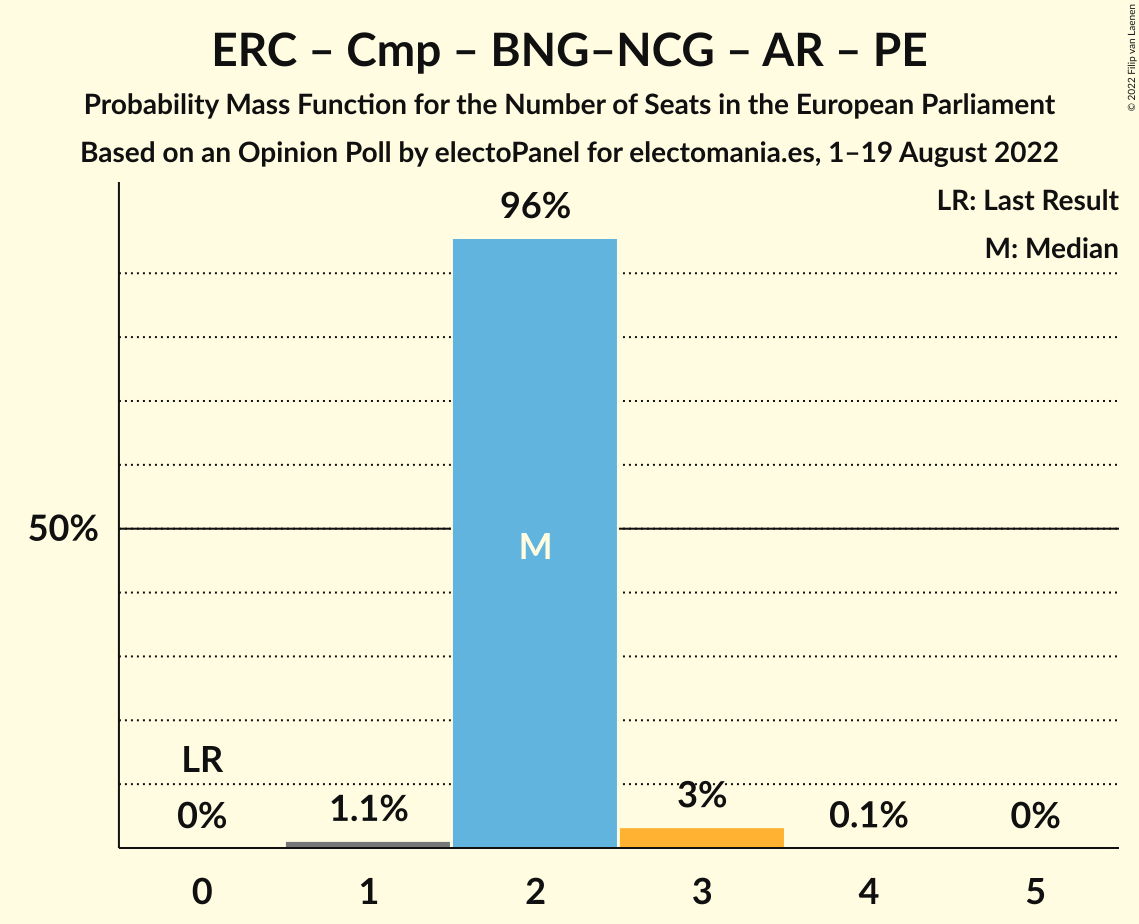 ERC – Cmp – BNG–NCG – AR – PE
Probability Mass Function for the Number of Seats in the European Parliament
Based on an Opinion Poll by electoPanel for electomania.es, 1–19 August 2022
© 2022 Filip van Laenen
LR: Last Result
M: Median
96%
50%
M
LR
0%
1.1%
3%
0.1%
0%
0 1 2 3 4 5